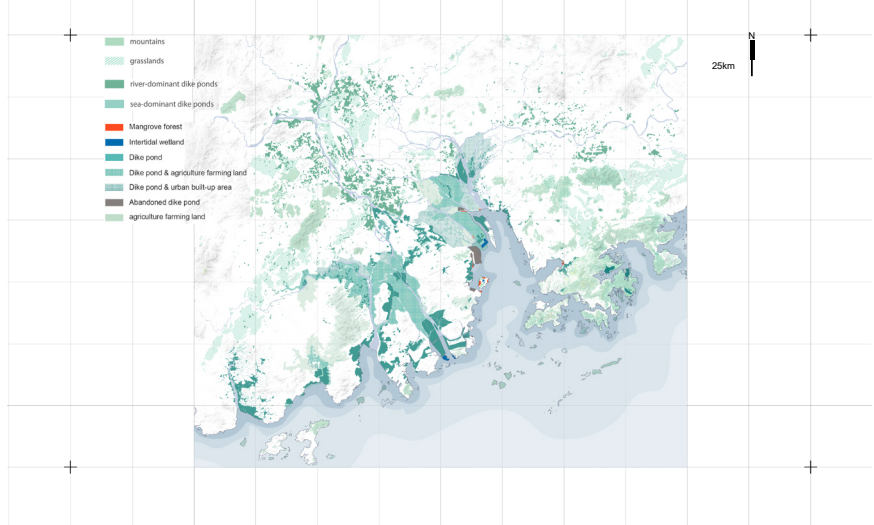 mountains
grasslands
river-dominant dike ponds
sea-dominant dike ponds
Mangrove forest
Intertidal wetland
Dike pond
Dike pond & agriculture farming land
Dike pond & urban built-up area
Abandoned dike pond
agriculture farming land
N
25km